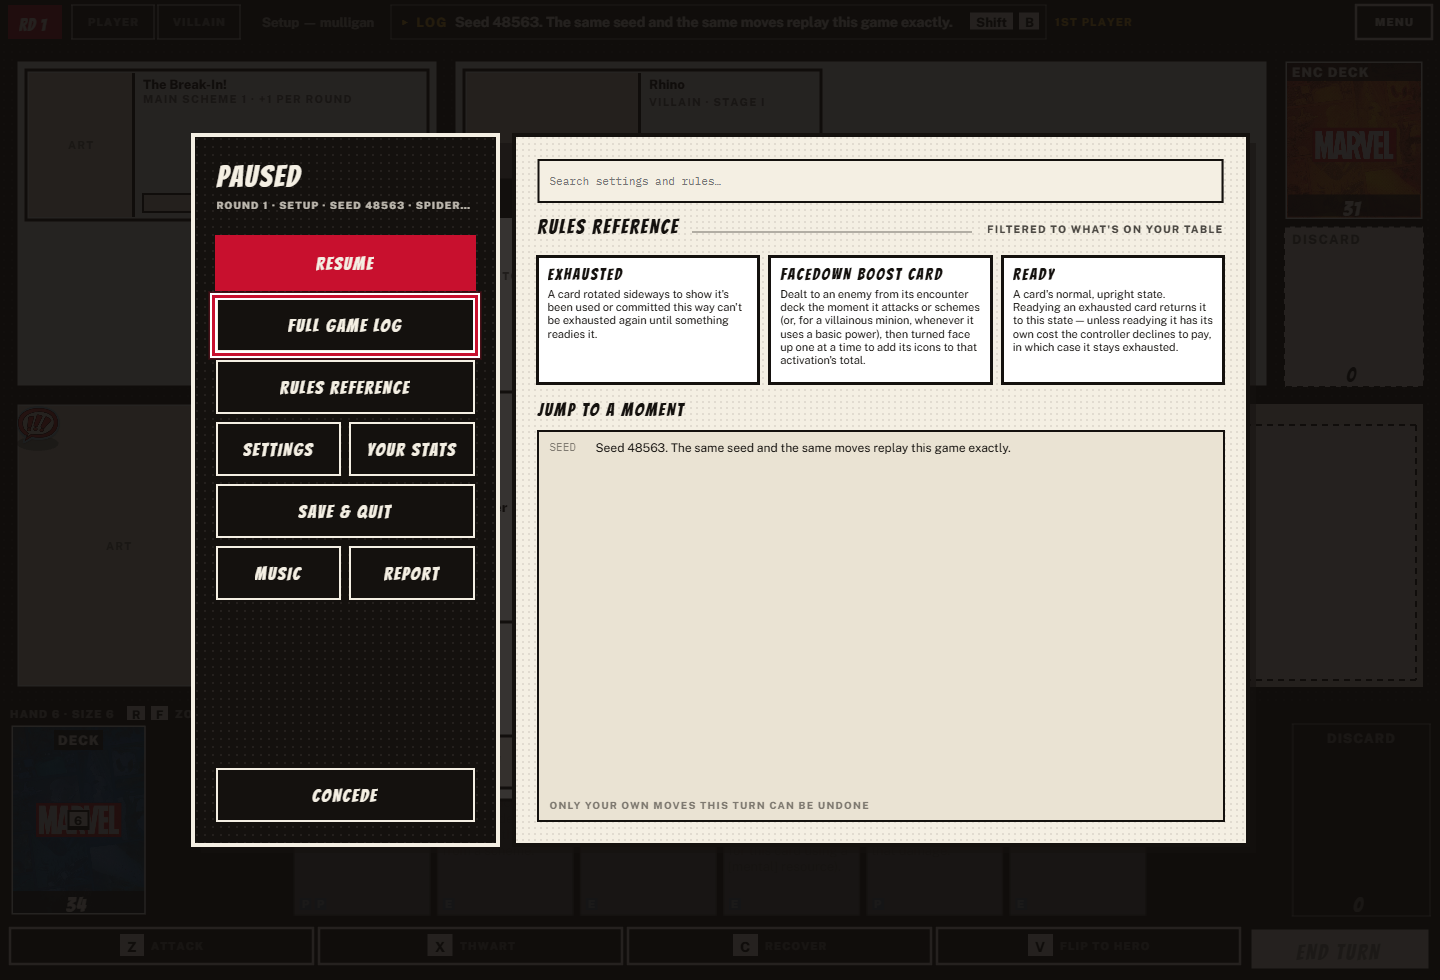 RD 1
PLAYER
VILLAIN
Setup — mulligan
▸ LOG Seed 48563. The same seed and the same moves replay this game exactly. Shift B
1ST PLAYER
MENU
The Break-In!
MAIN SCHEME 1 · +1 PER ROUND
ART
Rhino
VILLAIN · STAGE I
ENC DECK
MARVEL
31
DISCARD
0
PAUSED
ROUND 1 · SETUP · SEED 48563 · SPIDER…
RESUME
FULL GAME LOG
RULES REFERENCE
SETTINGS
YOUR STATS
SAVE & QUIT
MUSIC
REPORT
CONCEDE
Search settings and rules…
RULES REFERENCE
FILTERED TO WHAT'S ON YOUR TABLE
EXHAUSTED
A card rotated sideways to show it's
been used or committed this way can't
be exhausted again until something
readies it.
FACEDOWN BOOST CARD
Dealt to an enemy from its encounter
deck the moment it attacks or schemes
(or, for a villainous minion, whenever it
uses a basic power), then turned face
up one at a time to add its icons to that
activation's total.
READY
A card's normal, upright state.
Readying an exhausted card returns it
to this state — unless readying it has its
own cost the controller declines to pay,
in which case it stays exhausted.
JUMP TO A MOMENT
SEED Seed 48563. The same seed and the same moves replay this game exactly.
ONLY YOUR OWN MOVES THIS TURN CAN BE UNDONE
ART
HAND 6 · SIZE 6 R F
DECK
MARVEL
6
34
DISCARD
0
Z ATTACK
X THWART
C RECOVER
V FLIP TO HERO
END TURN